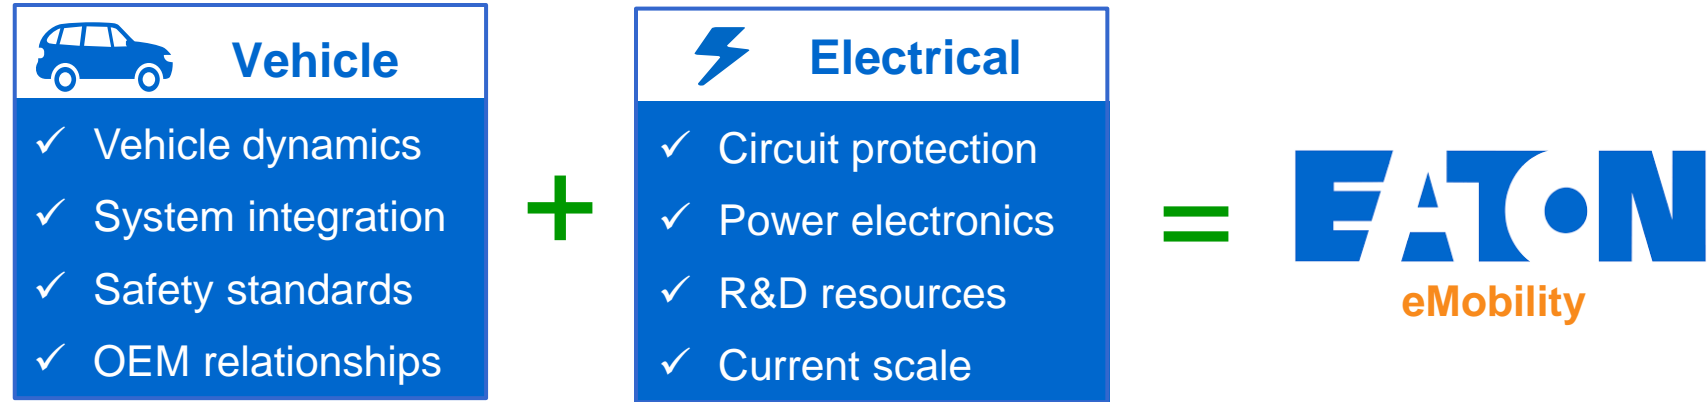 Vehicle
✓ Vehicle dynamics
✓ System integration
✓ Safety standards
✓ OEM relationships
+
Electrical
✓ Circuit protection
✓ Power electronics
✓ R&D resources
✓ Current scale
=
EATON
eMobility